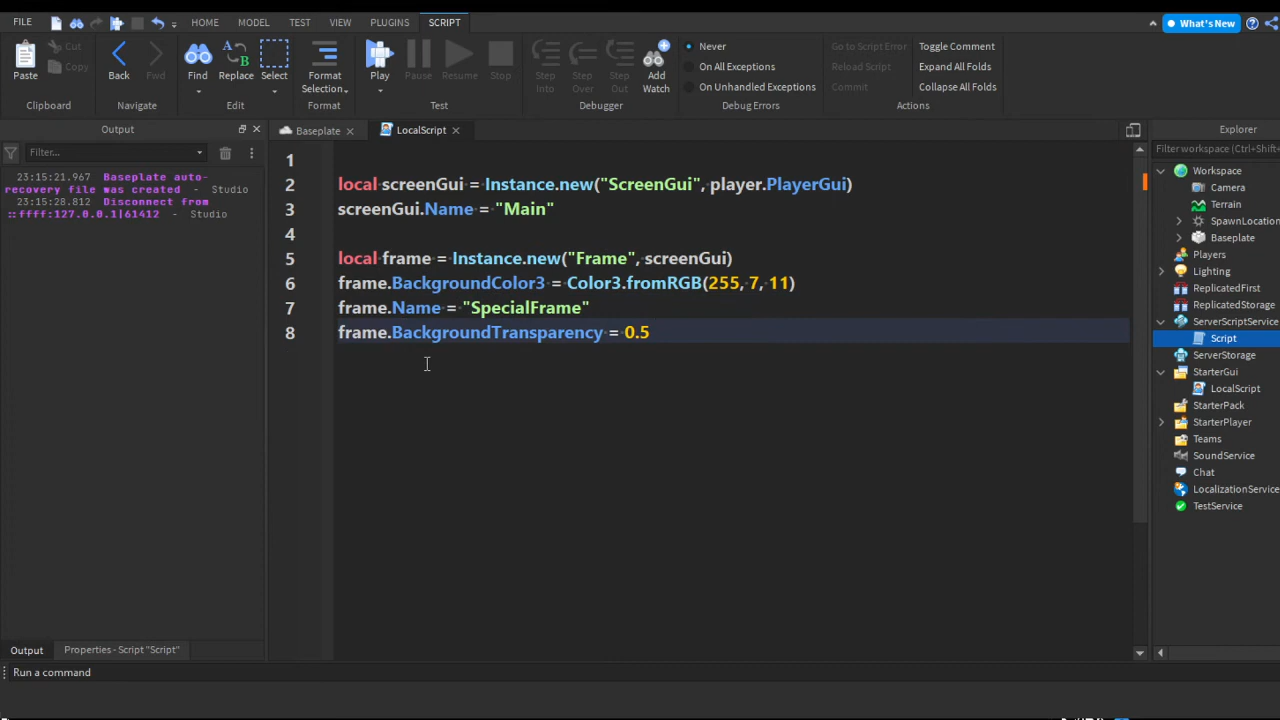 FILE HOME MODEL TEST VIEW PLUGINS SCRIPT What's New
Paste Cut Copy Back Fwd Find Replace Select Format Selection Play Pause Resume Stop Step Into Step Over Step Out Add Watch
Never Go to Script Error Toggle Comment
On All Exceptions Reload Script Expand All Folds
On Unhandled Exceptions Commit Collapse All Folds
Clipboard Navigate Edit Format Test Debugger Debug Errors Actions
Output Baseplate LocalScript Explorer
Filter... Filter workspace (Ctrl+Shift+
23:15:21.967 Baseplate auto-
recovery file was created - Studio
23:15:28.812 Disconnect from
::ffff:127.0.0.1|61412 - Studio
1
2 local screenGui = Instance.new("ScreenGui", player.PlayerGui)
3 screenGui.Name = "Main"
4
5 local frame = Instance.new("Frame", screenGui)
6 frame.BackgroundColor3 = Color3.fromRGB(255, 7, 11)
7 frame.Name = "SpecialFrame"
8 frame.BackgroundTransparency = 0.5
Workspace
Camera
Terrain
SpawnLocation
Baseplate
Players
Lighting
ReplicatedFirst
ReplicatedStorage
ServerScriptService
Script
ServerStorage
StarterGui
LocalScript
StarterPack
StarterPlayer
Teams
SoundService
Chat
LocalizationService
TestService
Output Properties - Script "Script"
Run a command